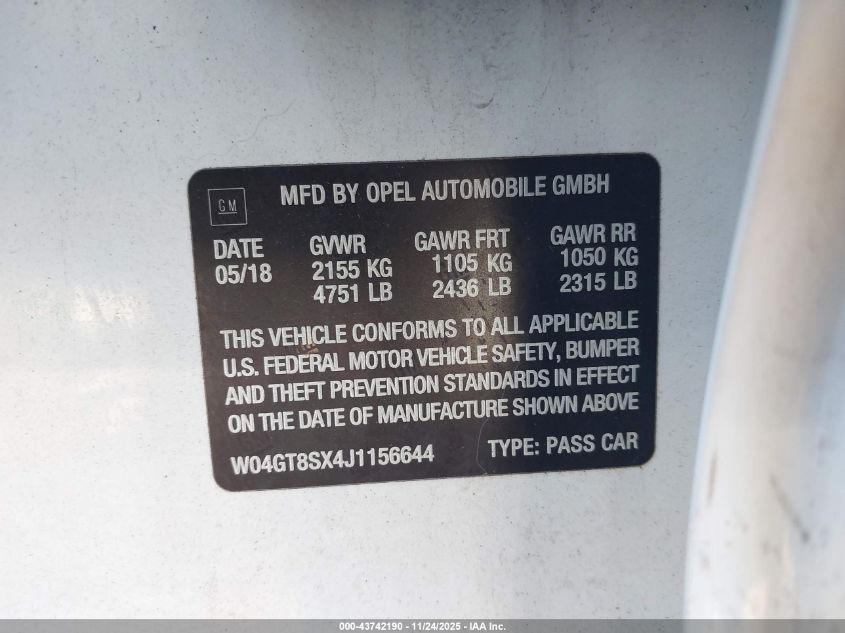 GM
MFD BY OPEL AUTOMOBILE GMBH
DATE GVWR GAWR FRT GAWR RR
05/18 2155 KG 1105 KG 1050 KG
4751 LB 2436 LB 2315 LB
THIS VEHICLE CONFORMS TO ALL APPLICABLE
U.S. FEDERAL MOTOR VEHICLE SAFETY, BUMPER
AND THEFT PREVENTION STANDARDS IN EFFECT
ON THE DATE OF MANUFACTURE SHOWN ABOVE
W04GT8SX4J1156644 TYPE: PASS CAR
000-43742190 - 11/24/2025 - IAA Inc.